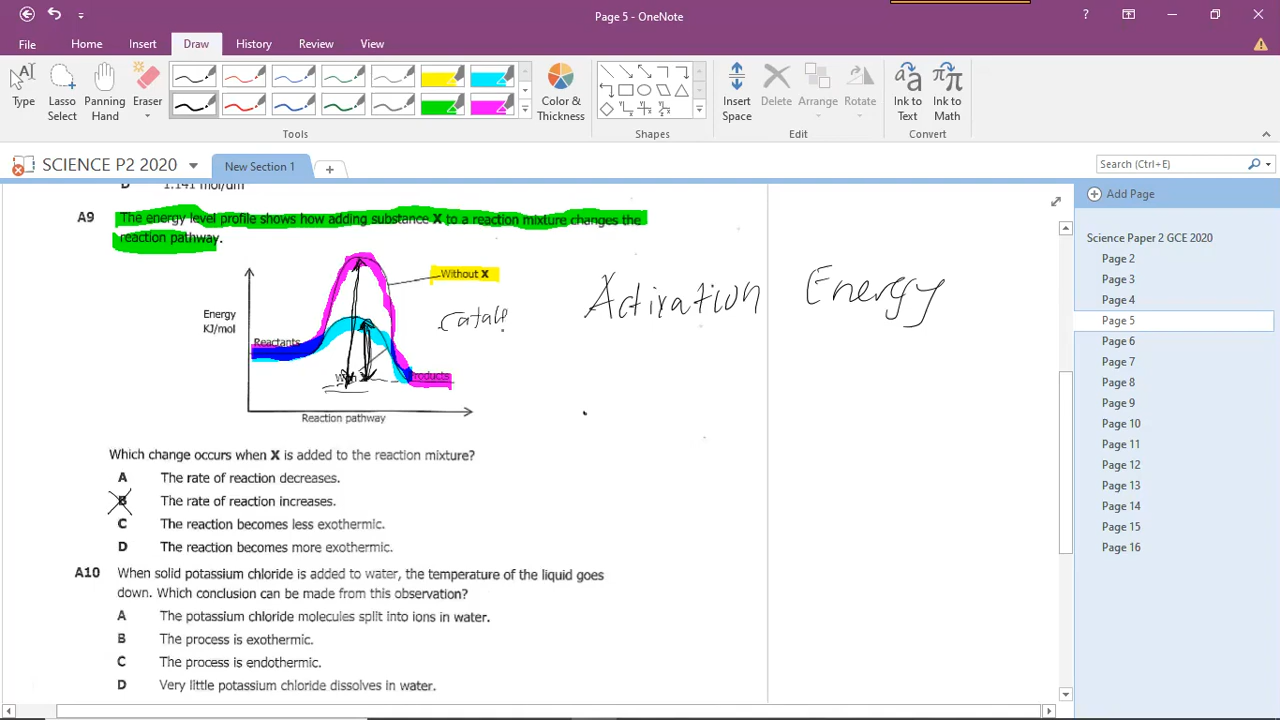 Page 5 - OneNote
?
File
Home
Insert
Draw
History
Review
View
Type
Lasso Select
Panning Hand
Eraser
Color & Thickness
Insert Space
Delete
Arrange
Rotate
Ink to Text
Ink to Math
Tools
Shapes
Edit
Convert
SCIENCE P2 2020
New Section 1
Search (Ctrl+E)
Add Page
Science Paper 2 GCE 2020
Page 2
Page 3
Page 4
Page 5
Page 6
Page 7
Page 8
Page 9
Page 10
Page 11
Page 12
Page 13
Page 14
Page 15
Page 16
D 1.141 mol/dm
A9 The energy level profile shows how adding substance X to a reaction mixture changes the
reaction pathway.
Energy
KJ/mol
Reactants
Without X
Products
Reaction pathway
Activation Energy
Which change occurs when X is added to the reaction mixture?
A The rate of reaction decreases.
B The rate of reaction increases.
C The reaction becomes less exothermic.
D The reaction becomes more exothermic.
A10 When solid potassium chloride is added to water, the temperature of the liquid goes
down. Which conclusion can be made from this observation?
A The potassium chloride molecules split into ions in water.
B The process is exothermic.
C The process is endothermic.
D Very little potassium chloride dissolves in water.